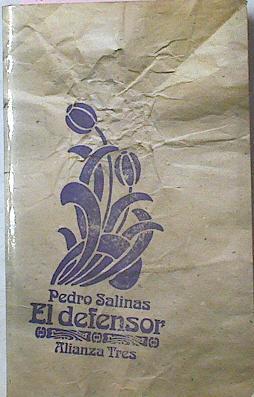 Pedro Salinas
El defensor
Alianza Tres